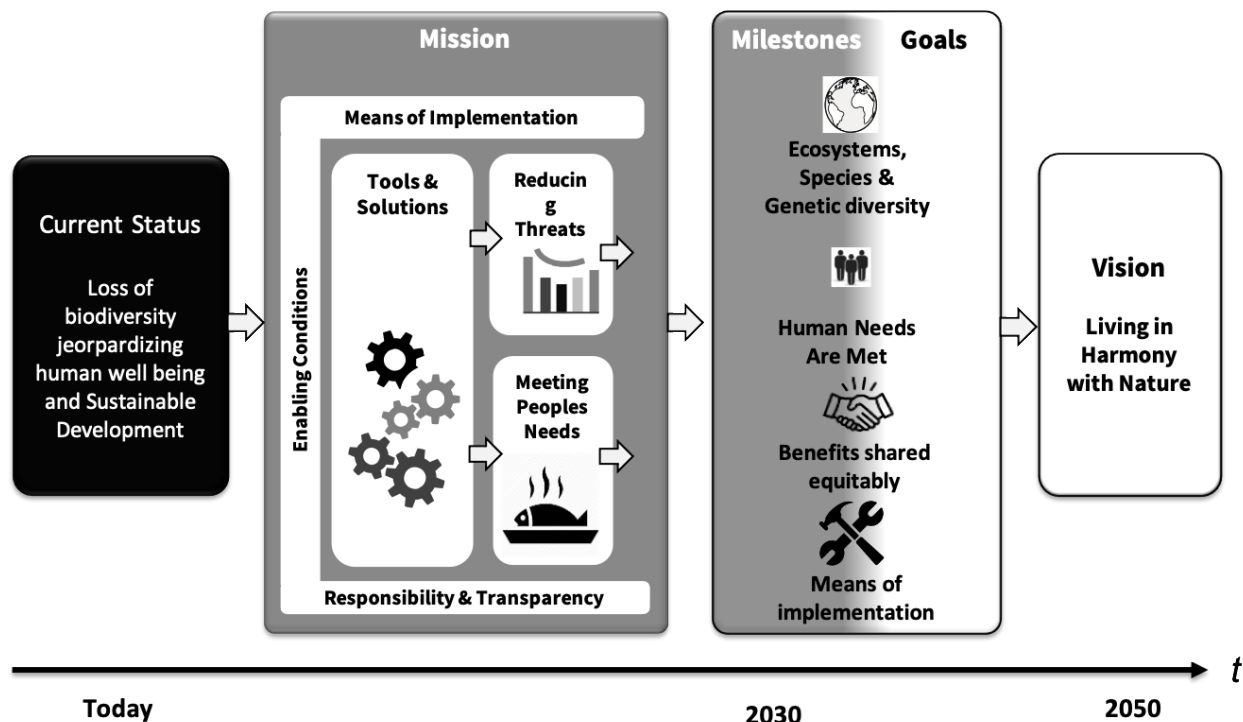 Current Status
Loss of
biodiversity
jeorpardizing
human well being
and Sustainable
Development
Mission
Means of Implementation
Enabling Conditions
Tools &
Solutions
Reducin
g
Threats
Meeting
Peoples
Needs
Responsibility & Transparency
Milestones Goals
Ecosystems,
Species &
Genetic diversity
Human Needs
Are Met
Benefits shared
equitably
Means of
implementation
Vision
Living in
Harmony
with Nature
t
Today
2030
2050